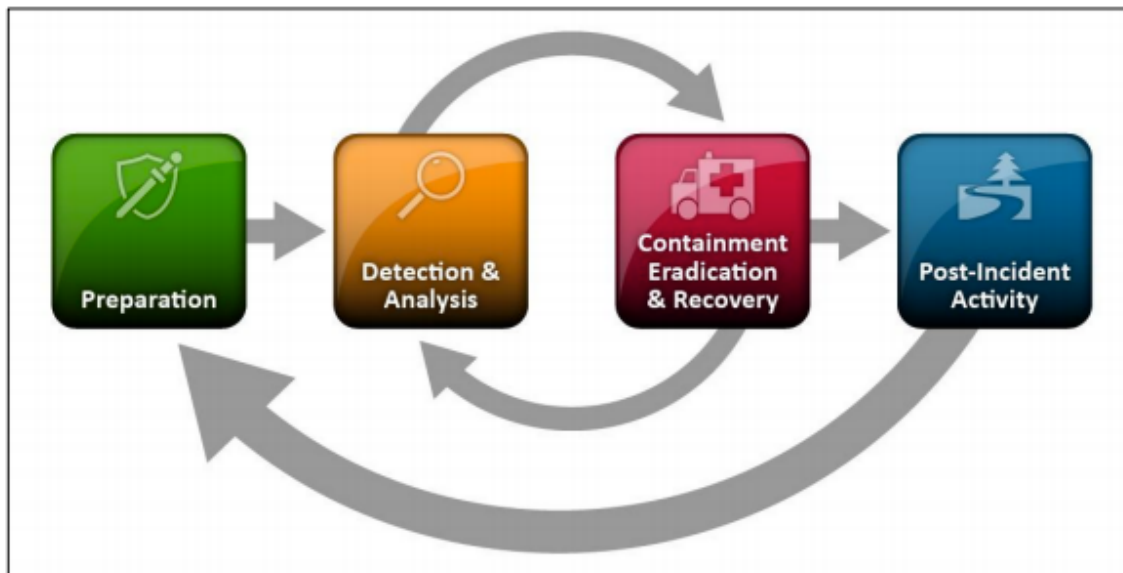 Preparation
Detection &
Analysis
Containment
Eradication
& Recovery
Post-Incident
Activity